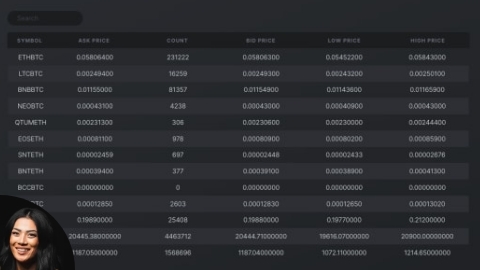 Search
SYMBOL ASK PRICE COUNT BID PRICE LOW PRICE HIGH PRICE
ETHBTC 0.05806400 231222 0.05806300 0.05452200 0.05843000
LTCBTC 0.00249400 16259 0.00249300 0.00243200 0.00250100
BNBBTC 0.01155000 81357 0.01154900 0.01143600 0.01165900
NEOBTC 0.00043100 4238 0.00043000 0.00040900 0.00043000
QTUMETH 0.00231300 306 0.00230600 0.00230000 0.00244400
EOSETH 0.00081100 978 0.00080900 0.00080200 0.00085900
SNTETH 0.00002459 697 0.00002448 0.00002433 0.00002676
BNTETH 0.00039400 377 0.00039100 0.00038900 0.00041300
BCCBTC 0.00000000 0 0.00000000 0.00000000 0.00000000
0.00012850 2603 0.00012830 0.00012650 0.00013020
0.19890000 25408 0.19880000 0.19770000 0.21200000
20445.38000000 4463712 20444.71000000 19616.07000000 20900.00000000
1187.05000000 1568696 1187.04000000 1072.11000000 1214.65000000